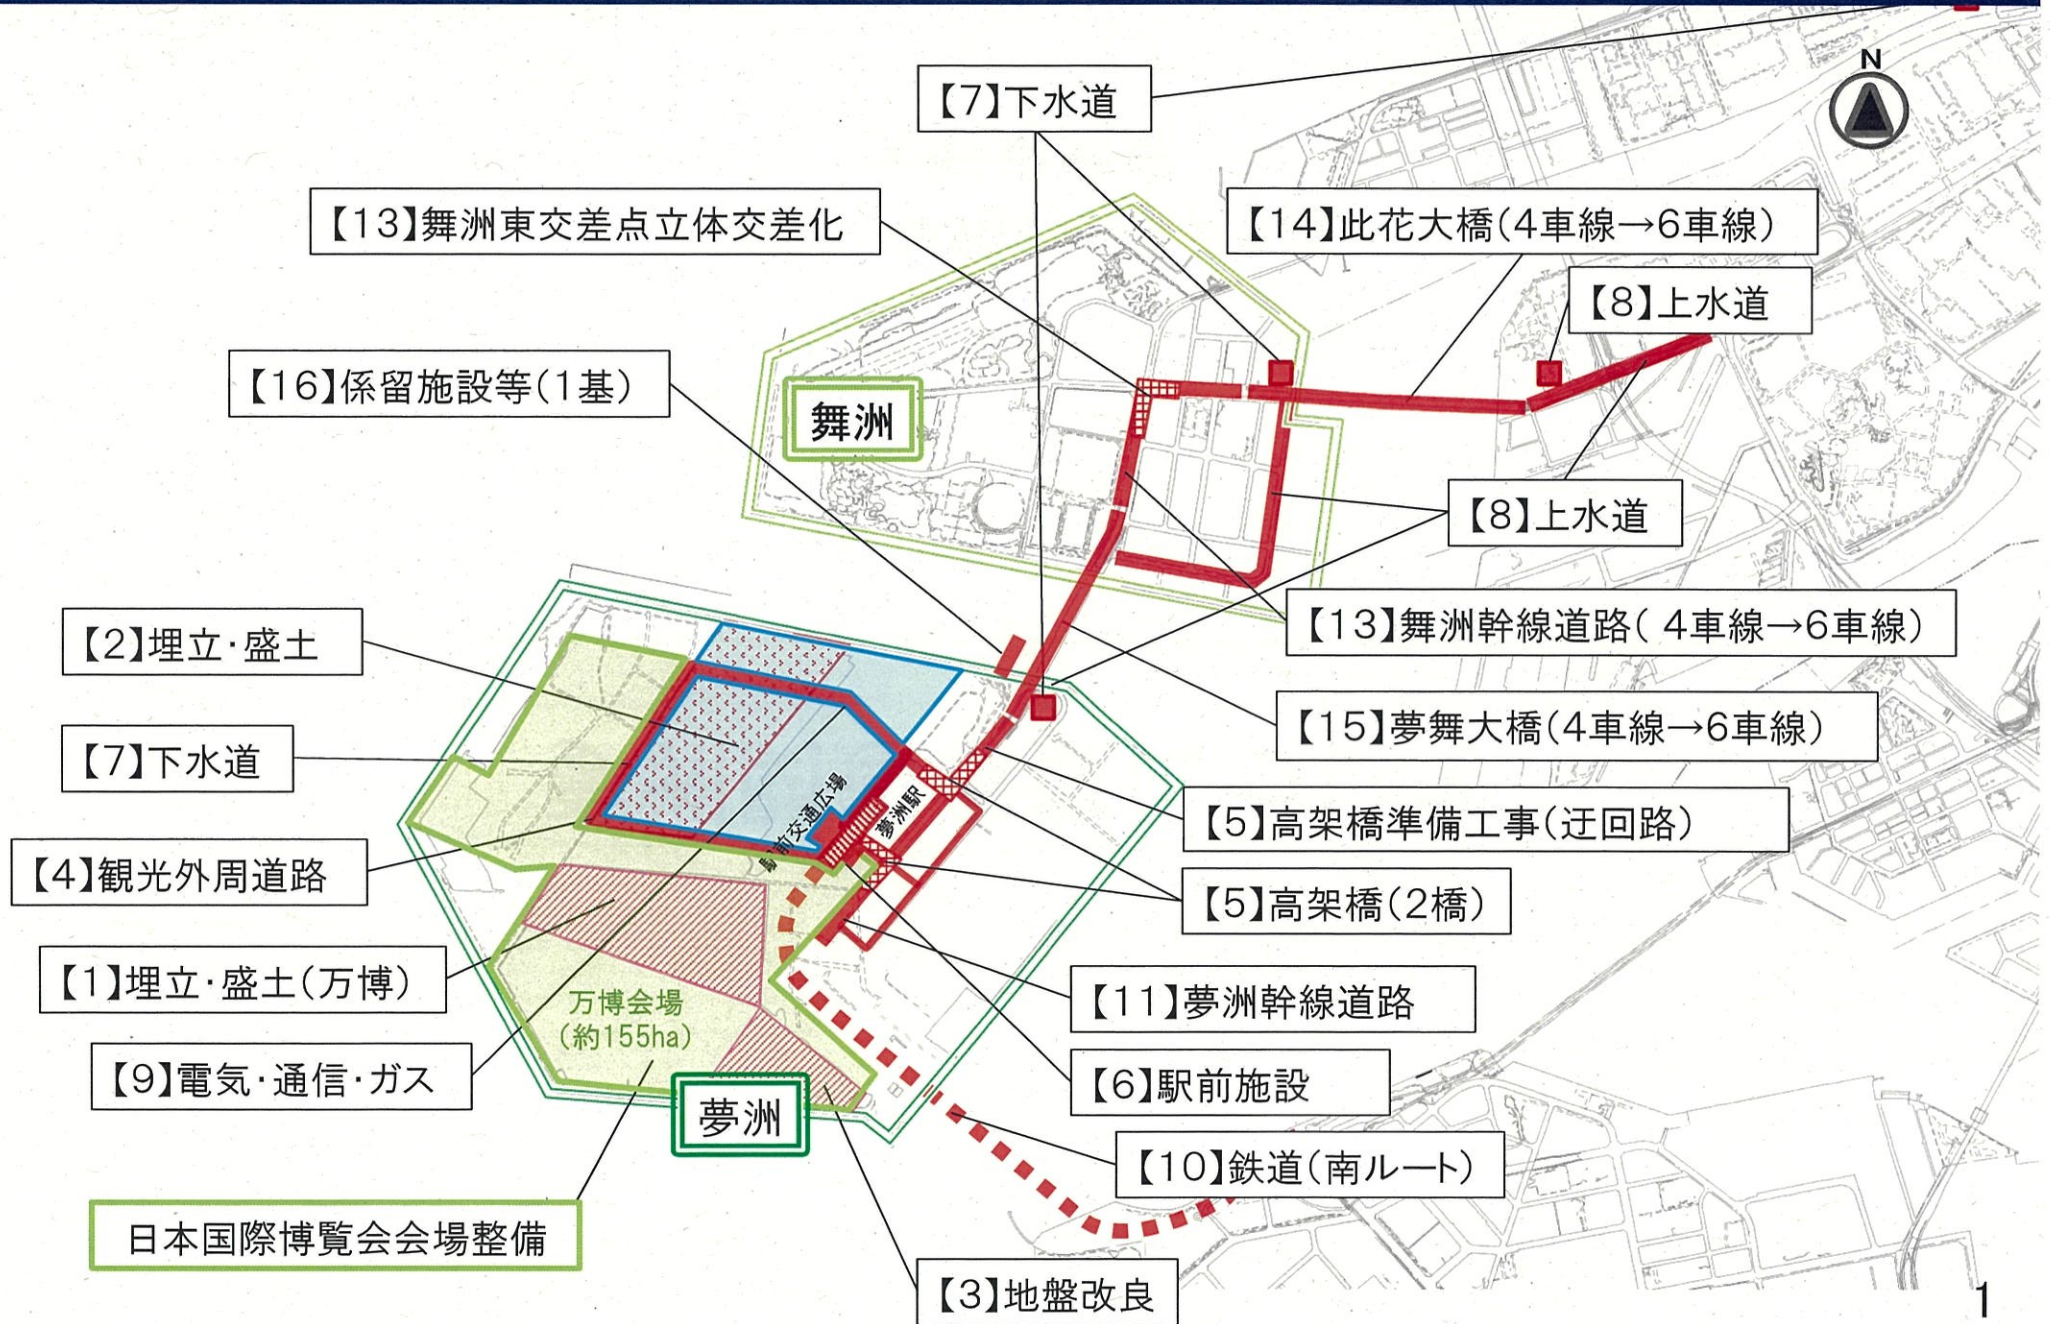 N
【7】下水道
【13】舞洲東交差点立体交差化
【14】此花大橋(4車線→6車線)
【8】上水道
【16】係留施設等(1基)
舞洲
【8】上水道
【2】埋立・盛土
【13】舞洲幹線道路( 4車線→6車線)
【7】下水道
【15】夢舞大橋(4車線→6車線)
駅前交通広場
夢洲駅
【5】高架橋準備工事(迂回路)
【4】観光外周道路
【5】高架橋(2橋)
【1】埋立・盛土(万博)
【11】夢洲幹線道路
万博会場
(約155ha)
【9】電気・通信・ガス
【6】駅前施設
夢洲
【10】鉄道(南ルート)
日本国際博覧会会場整備
【3】地盤改良
1